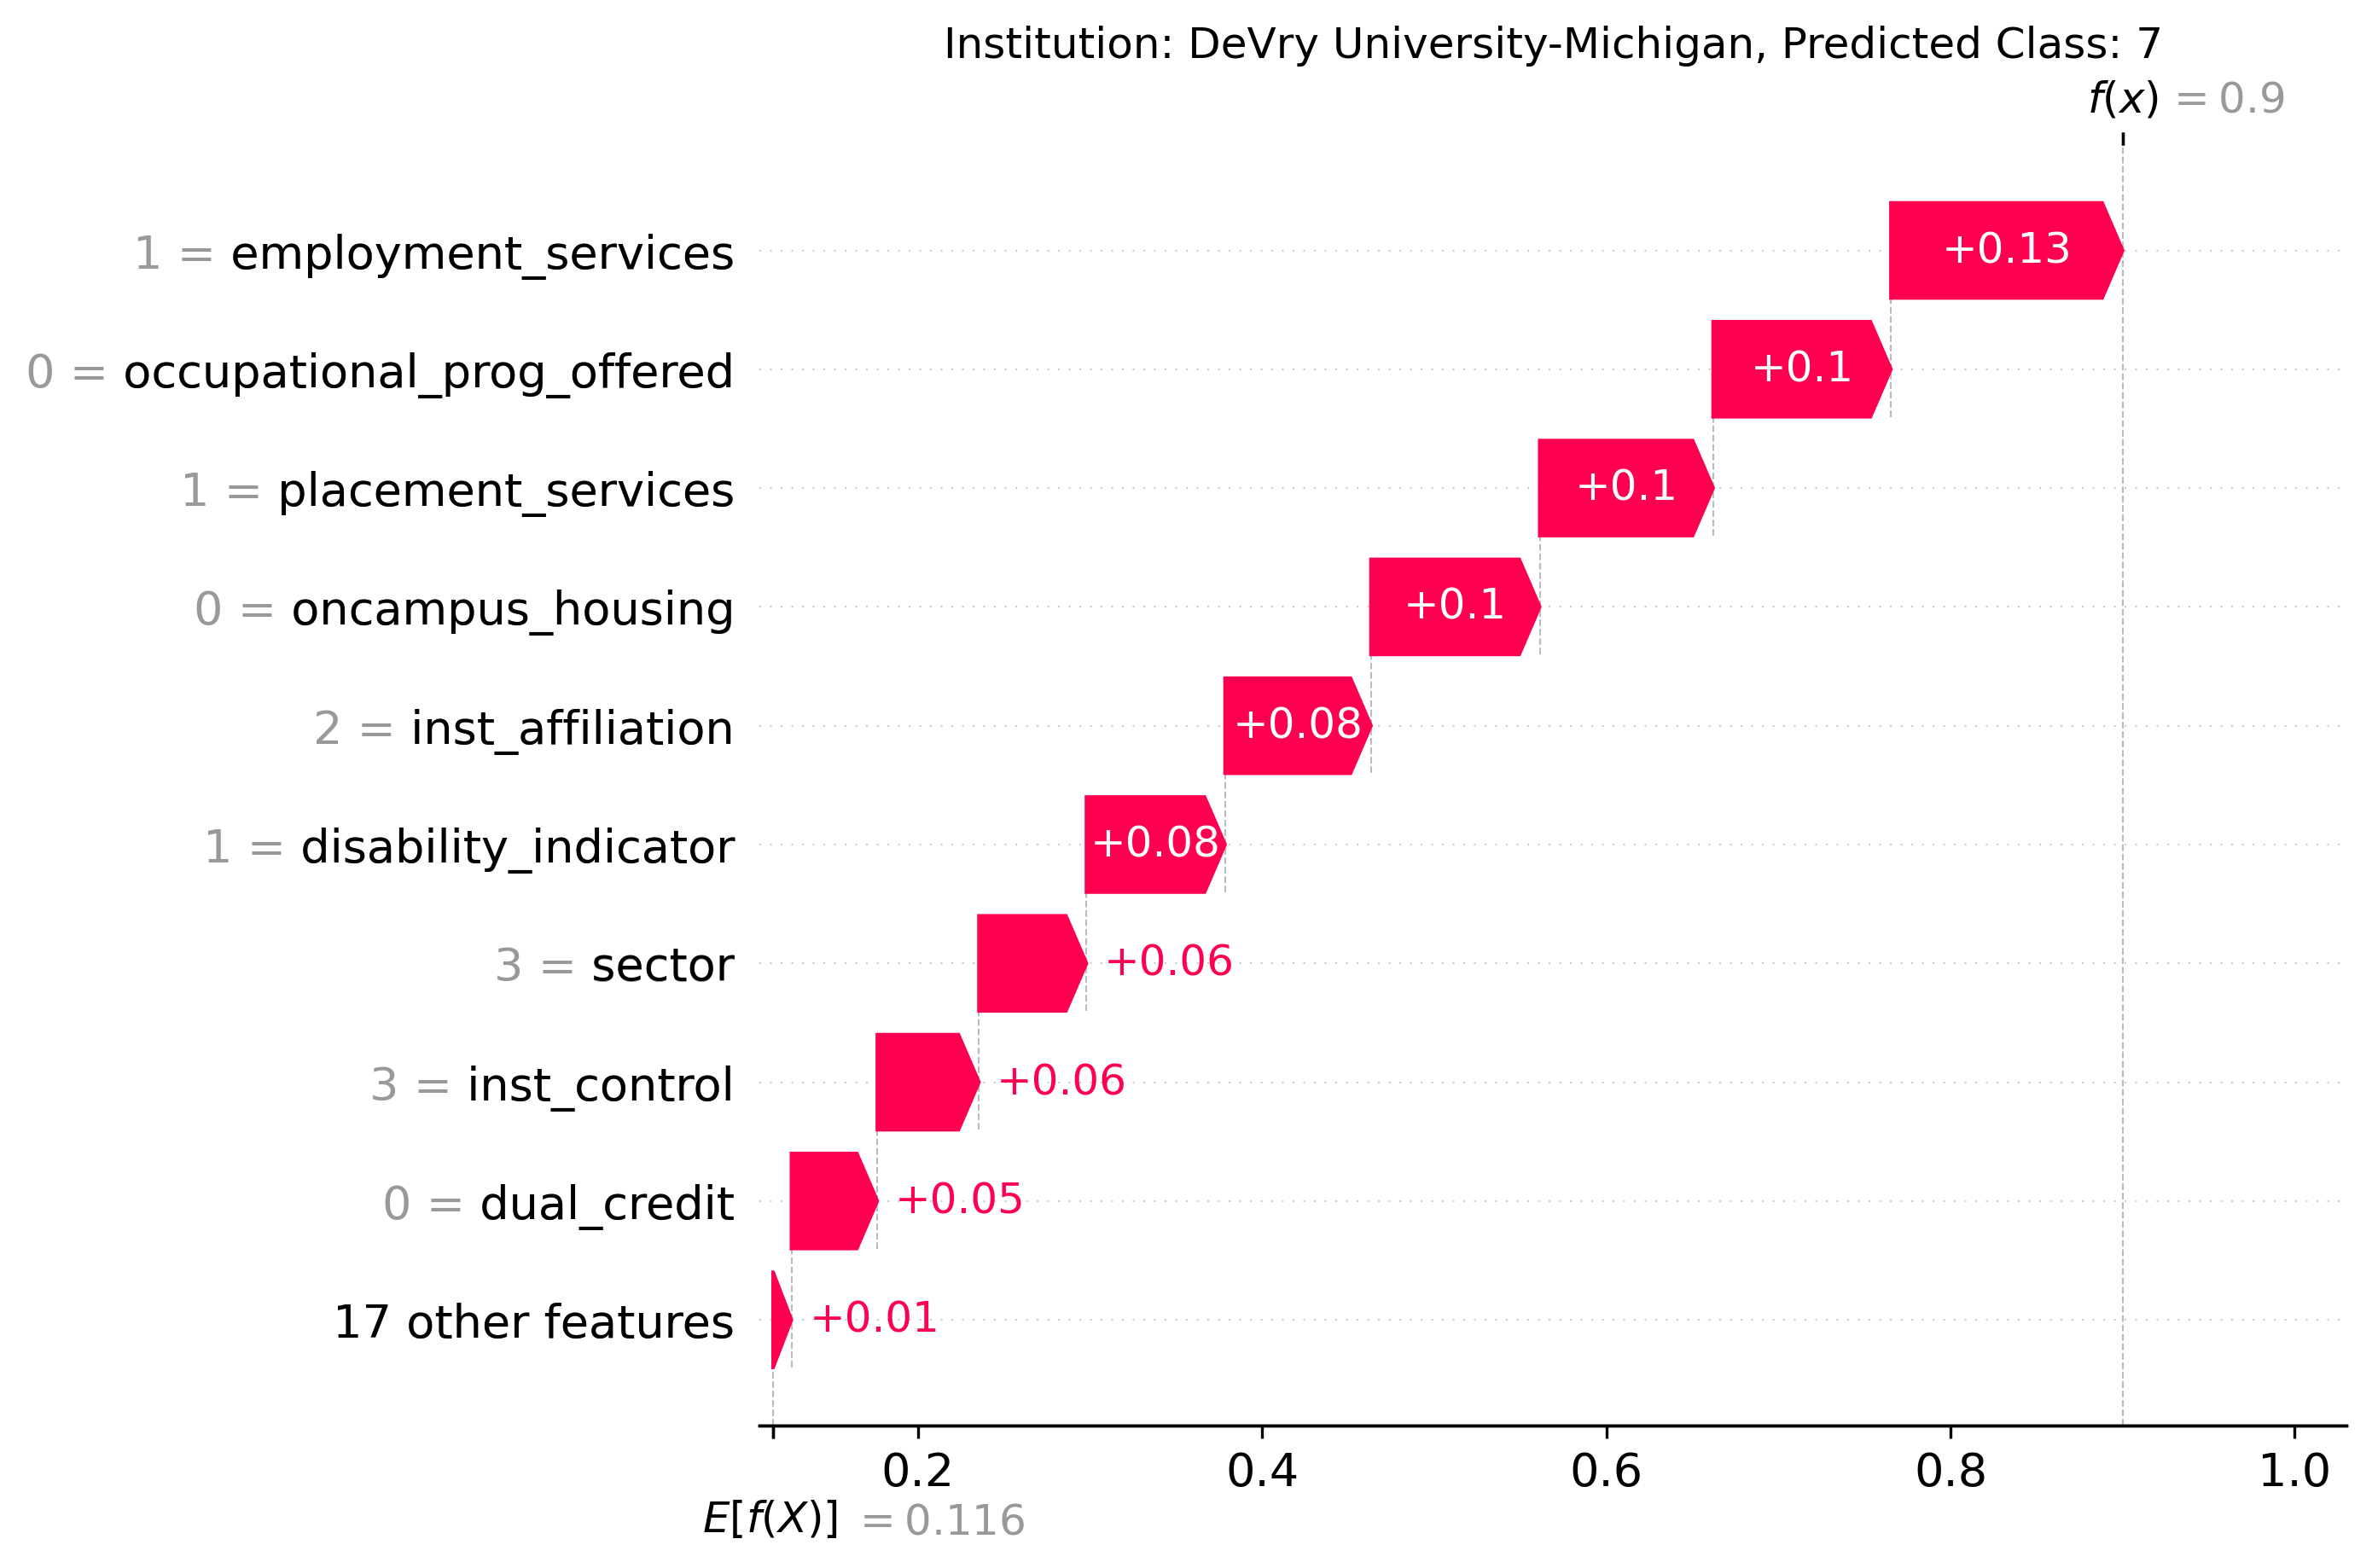 Institution: DeVry University-Michigan, Predicted Class: 7
f(x) = 0.9
1 = employment_services +0.13
0 = occupational_prog_offered +0.1
1 = placement_services +0.1
0 = oncampus_housing +0.1
2 = inst_affiliation +0.08
1 = disability_indicator +0.08
3 = sector +0.06
3 = inst_control +0.06
0 = dual_credit +0.05
17 other features +0.01
0.2 0.4 0.6 0.8 1.0
E[f(X)] = 0.116